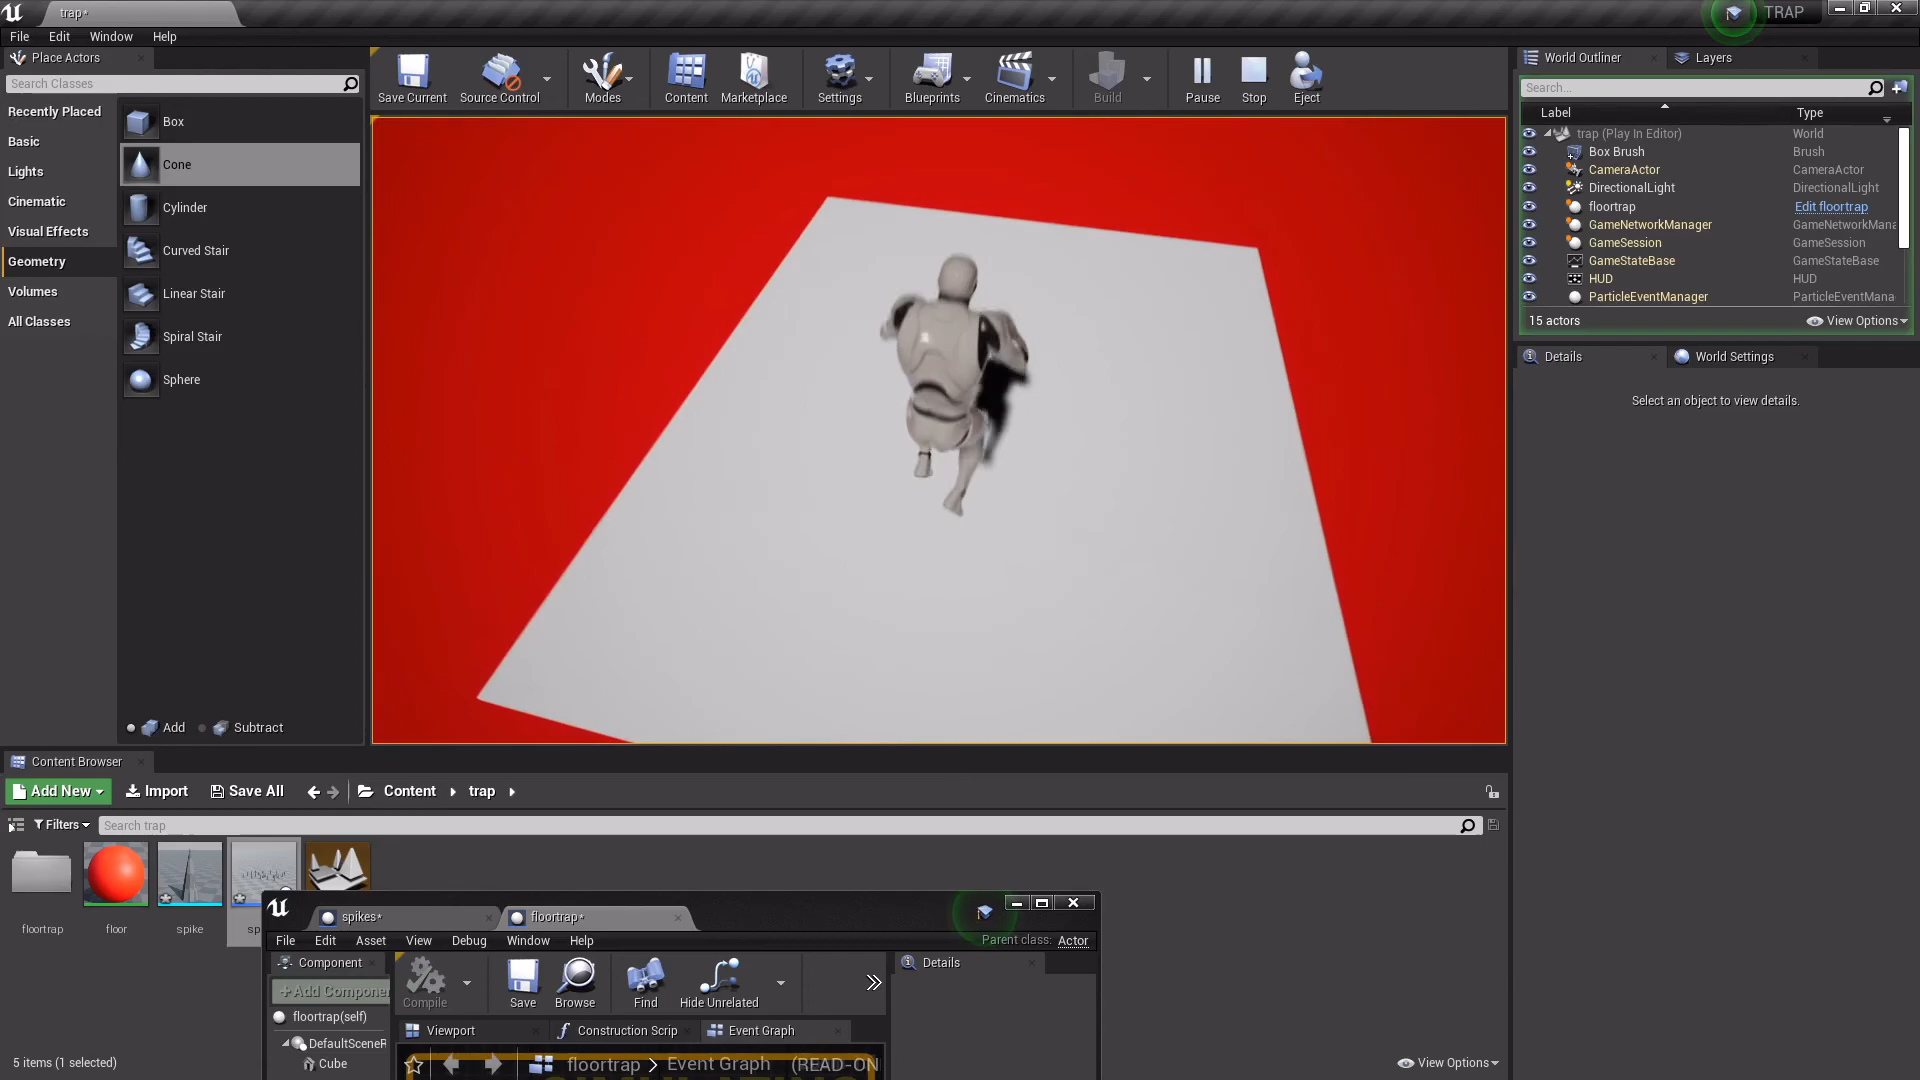 trap*
TRAP
File Edit Window Help
Place Actors
Search Classes
Recently Placed
Basic
Lights
Cinematic
Visual Effects
Geometry
Volumes
All Classes
Box
Cone
Cylinder
Curved Stair
Linear Stair
Spiral Stair
Sphere
Add Subtract
Save Current Source Control Modes Content Marketplace Settings Blueprints Cinematics Build Pause Stop Eject
World Outliner Layers
Search...
Label Type
trap (Play In Editor) World
Box Brush Brush
CameraActor CameraActor
DirectionalLight DirectionalLight
floortrap Edit floortrap
GameNetworkManager GameNetworkMana
GameSession GameSession
GameStateBase GameStateBase
HUD HUD
ParticleEventManager ParticleEventMana
15 actors View Options
Details World Settings
Select an object to view details.
Content Browser
Add New Import Save All Content trap
Filters Search trap
floortrap floor spike sp
5 items (1 selected) View Options
spikes* floortrap*
File Edit Asset View Debug Window Help
Parent class: Actor
Component
+Add Componen
floortrap(self)
DefaultSceneR
Cube
Compile Save Browse Find Hide Unrelated
Details
Viewport Construction Scrip Event Graph
floortrap > Event Graph (READ-ON